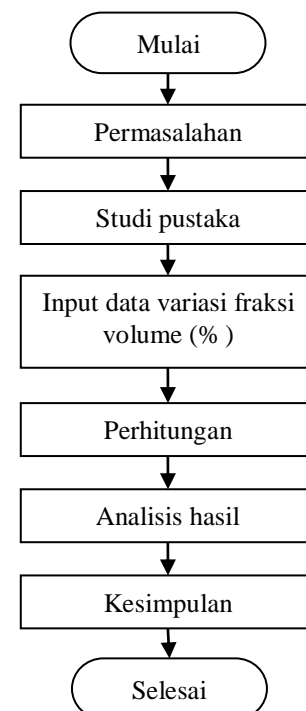 Mulai
Permasalahan
Studi pustaka
Input data variasi fraksi
volume (% )
Perhitungan
Analisis hasil
Kesimpulan
Selesai